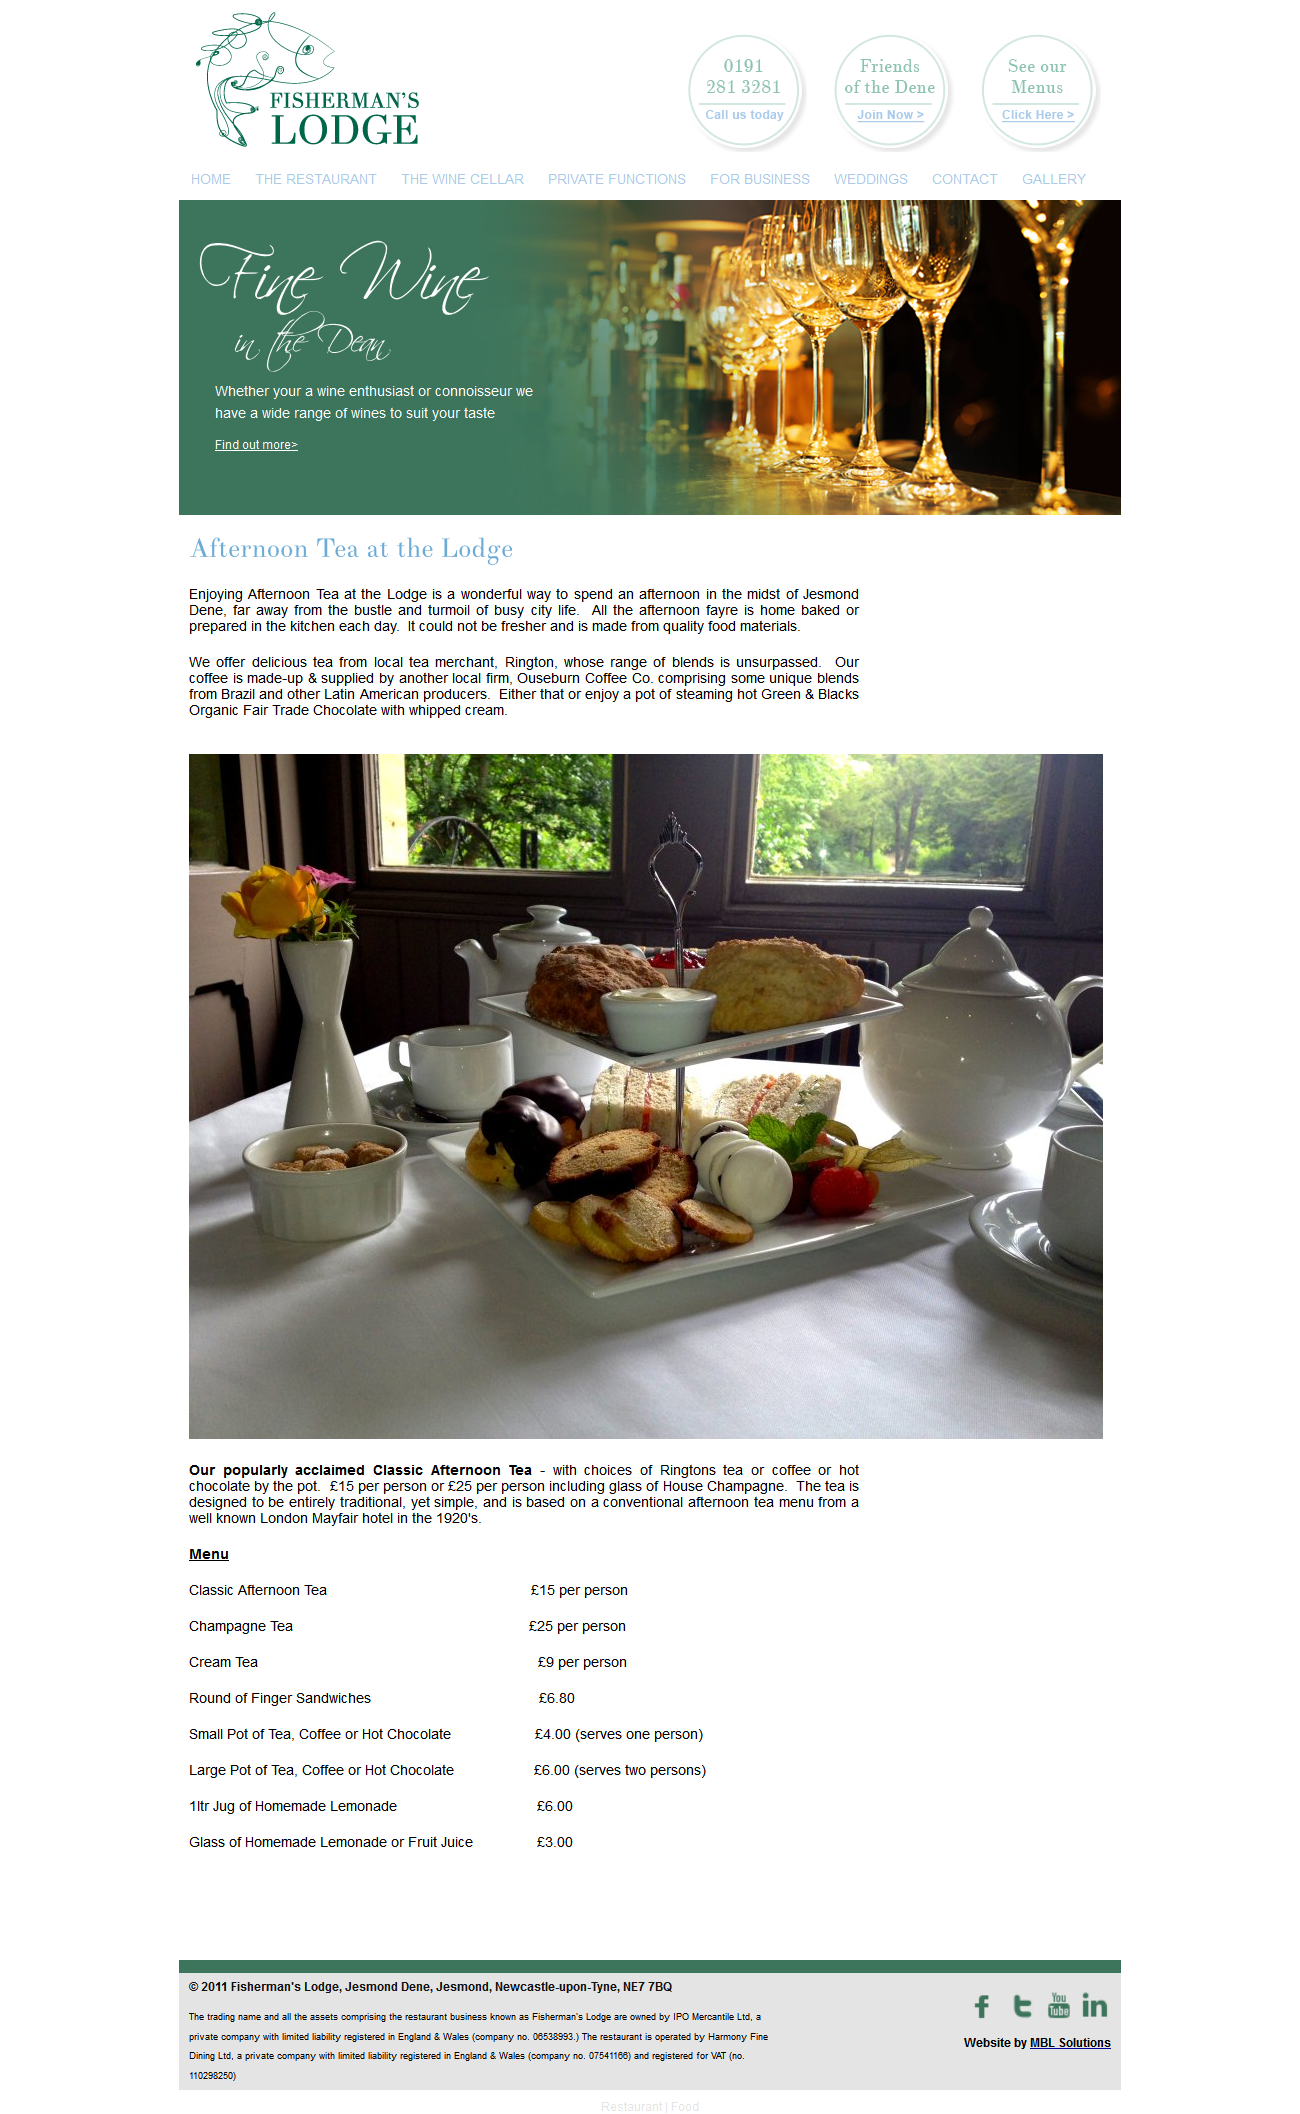 FISHERMAN'S
LODGE
0191
281 3281
Call us today
Friends
of the Dene
Join Now >
See our
Menus
Click Here >
HOME THE RESTAURANT THE WINE CELLAR PRIVATE FUNCTIONS FOR BUSINESS WEDDINGS CONTACT GALLERY
Fine Wine
in the Dean
Whether your a wine enthusiast or connoisseur we
have a wide range of wines to suit your taste
Find out more>
Afternoon Tea at the Lodge
Enjoying Afternoon Tea at the Lodge is a wonderful way to spend an afternoon in the midst of Jesmond
Dene, far away from the bustle and turmoil of busy city life. All the afternoon fayre is home baked or
prepared in the kitchen each day. It could not be fresher and is made from quality food materials.
We offer delicious tea from local tea merchant, Rington, whose range of blends is unsurpassed. Our
coffee is made-up & supplied by another local firm, Ouseburn Coffee Co. comprising some unique blends
from Brazil and other Latin American producers. Either that or enjoy a pot of steaming hot Green & Blacks
Organic Fair Trade Chocolate with whipped cream.
Our popularly acclaimed Classic Afternoon Tea - with choices of Ringtons tea or coffee or hot
chocolate by the pot. £15 per person or £25 per person including glass of House Champagne. The tea is
designed to be entirely traditional, yet simple, and is based on a conventional afternoon tea menu from a
well known London Mayfair hotel in the 1920's.
Menu
Classic Afternoon Tea £15 per person
Champagne Tea £25 per person
Cream Tea £9 per person
Round of Finger Sandwiches £6.80
Small Pot of Tea, Coffee or Hot Chocolate £4.00 (serves one person)
Large Pot of Tea, Coffee or Hot Chocolate £6.00 (serves two persons)
1ltr Jug of Homemade Lemonade £6.00
Glass of Homemade Lemonade or Fruit Juice £3.00
© 2011 Fisherman's Lodge, Jesmond Dene, Jesmond, Newcastle-upon-Tyne, NE7 7BQ
The trading name and all the assets comprising the restaurant business known as Fisherman's Lodge are owned by IPO Mercantile Ltd, a
private company with limited liability registered in England & Wales (company no. 06538993.) The restaurant is operated by Harmony Fine
Dining Ltd, a private company with limited liability registered in England & Wales (company no. 07541166) and registered for VAT (no.
110298250)
f t You Tube in
Website by MBL Solutions
Restaurant | Food